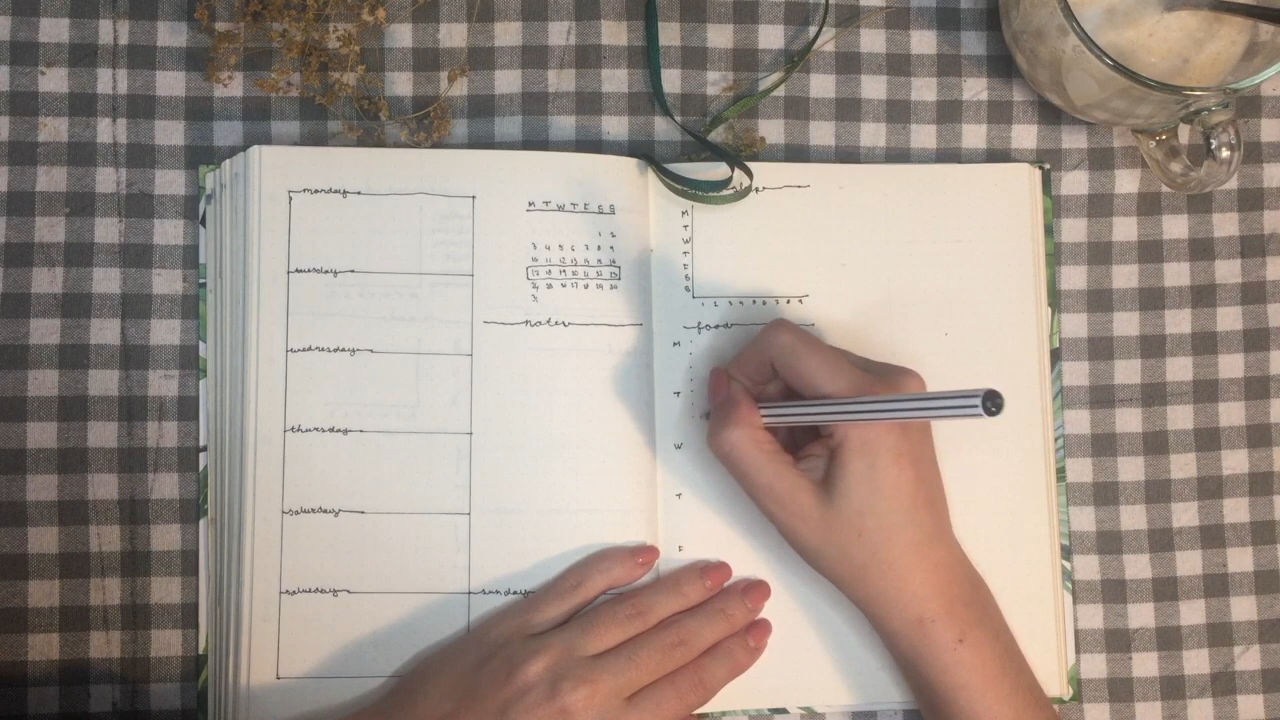 monday
tuesday
wednesday
thursday
saturday
saturday
sunday
M T W T F S S
1 2
3 4 5 6 7 8 9
10 11 12 13 14 15 16
17 18 19 20 21 22 23
24 25 26 27 28 29 30
31
notes
M
T
W
T
F
S
S
1 2 3 4 5 6 7 8 9
food
M
T
W
T
F